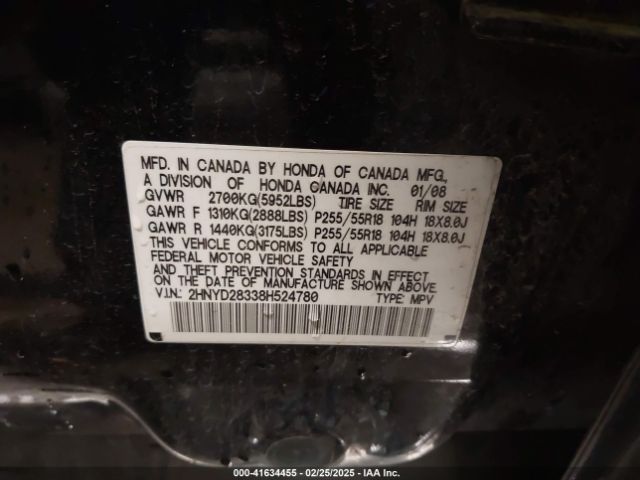 MFD. IN CANADA BY HONDA OF CANADA MFG.,
A DIVISION OF HONDA CANADA INC. 01/08
GVWR 2700KG(5952LBS) TIRE SIZE RIM SIZE
GAWR F 1310KG(2888LBS) P255/55R18 104H 18X8.0J
GAWR R 1440KG(3175LBS) P255/55R18 104H 18X8.0J
THIS VEHICLE CONFORMS TO ALL APPLICABLE
FEDERAL MOTOR VEHICLE SAFETY
AND THEFT PREVENTION STANDARDS IN EFFECT
ON THE DATE OF MANUFACTURE SHOWN ABOVE.
V.I.N.: 2HNYD28338H524780 TYPE: MPV
000-41634455 - 02/25/2025 - IAA Inc.